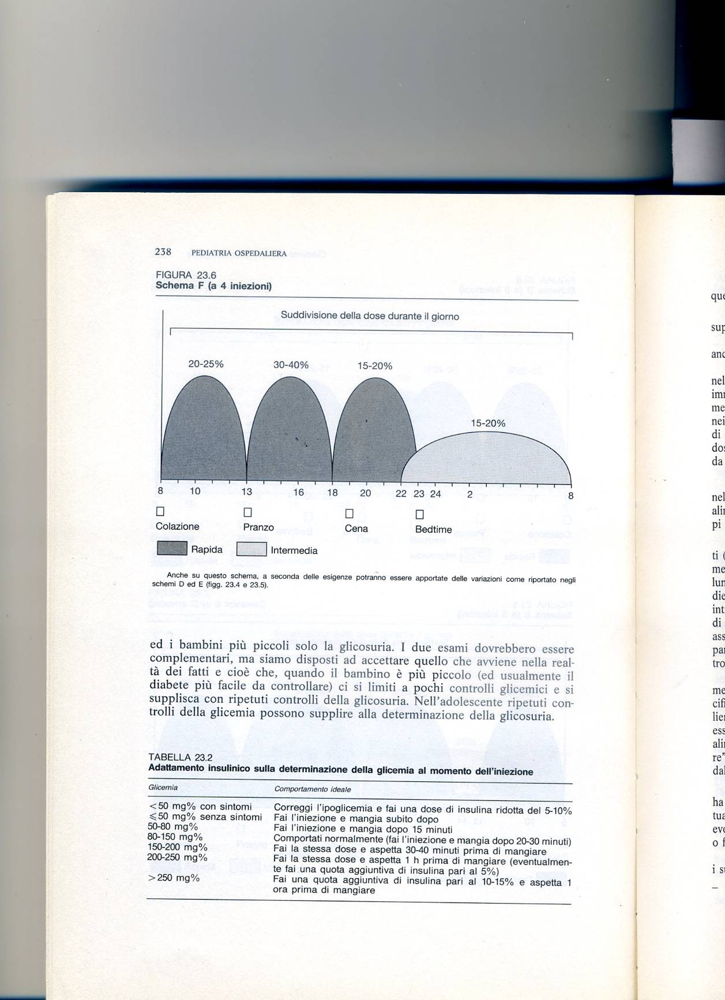 238 PEDIATRIA OSPEDALIERA
FIGURA 23.6
Schema F (a 4 iniezioni)
Suddivisione della dose durante il giorno
20-25% 30-40% 15-20%
15-20%
8 10 13 16 18 20 22 23 24 2 8
Colazione Pranzo Cena Bedtime
Rapida Intermedia
Anche su questo schema, a seconda delle esigenze potranno essere apportate delle variazioni come riportato negli
schemi D ed E (figg. 23.4 e 23.5).
ed i bambini più piccoli solo la glicosuria. I due esami dovrebbero essere
complementari, ma siamo disposti ad accettare quello che avviene nella real-
tà dei fatti e cioè che, quando il bambino è più piccolo (ed usualmente il
diabete più facile da controllare) ci si limiti a pochi controlli glicemici e si
supplisca con ripetuti controlli della glicosuria. Nell'adolescente ripetuti con-
trolli della glicemia possono supplire alla determinazione della glicosuria.
TABELLA 23.2
Adattamento insulinico sulla determinazione della glicemia al momento dell'iniezione
Glicemia Comportamento ideale
<50 mg% con sintomi Correggi l'ipoglicemia e fai una dose di insulina ridotta del 5-10%
⩽50 mg% senza sintomi Fai l'iniezione e mangia subito dopo
50-80 mg% Fai l'iniezione e mangia dopo 15 minuti
80-150 mg% Comportati normalmente (fai l'iniezione e mangia dopo 20-30 minuti)
150-200 mg% Fai la stessa dose e aspetta 30-40 minuti prima di mangiare
200-250 mg% Fai la stessa dose e aspetta 1 h prima di mangiare (eventualmen-
te fai una quota aggiuntiva di insulina pari al 5%)
>250 mg% Fai una quota aggiuntiva di insulina pari al 10-15% e aspetta 1
ora prima di mangiare